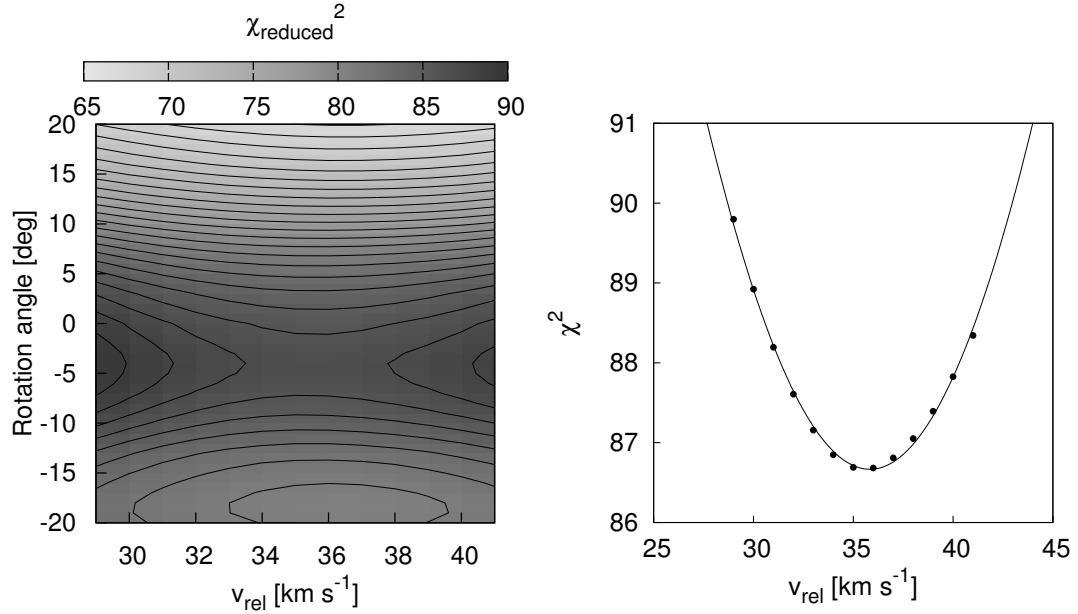 χreduced²
65 70 75 80 85 90
20
15
10
5
0
-5
-10
-15
-20
Rotation angle [deg]
30 32 34 36 38 40
vrel [km s⁻¹]
91
90
89
88
87
86
χ²
25 30 35 40 45
vrel [km s⁻¹]